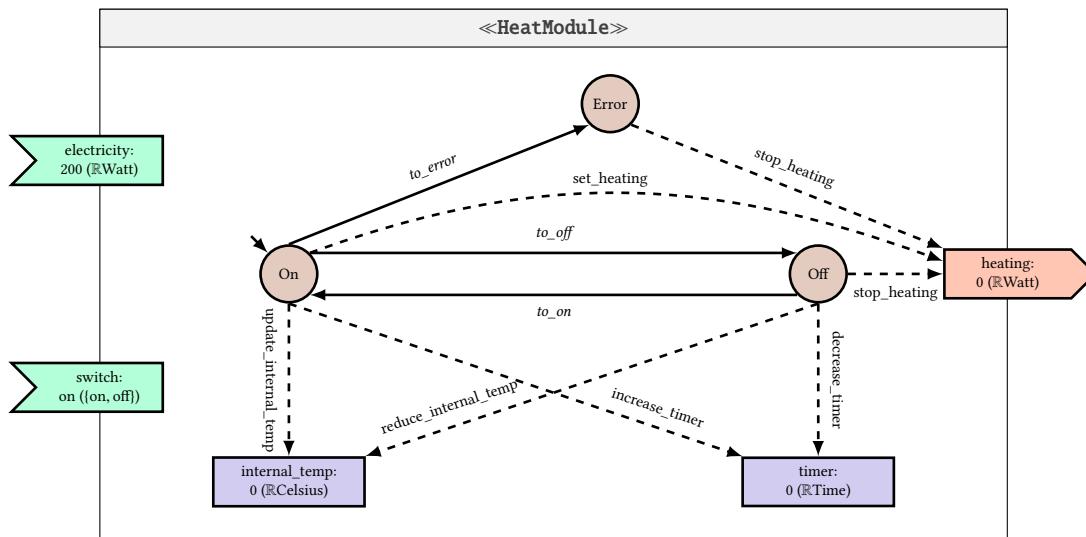 ≪HeatModule≫
Error
electricity:
200 (ℝWatt)
to_error
stop_heating
set_heating
to_off
On
Off
heating:
0 (ℝWatt)
stop_heating
to_on
update_internal_temp
decrease_timer
switch:
on ({on, off})
reduce_internal_temp
increase_timer
internal_temp:
0 (ℝCelsius)
timer:
0 (ℝTime)